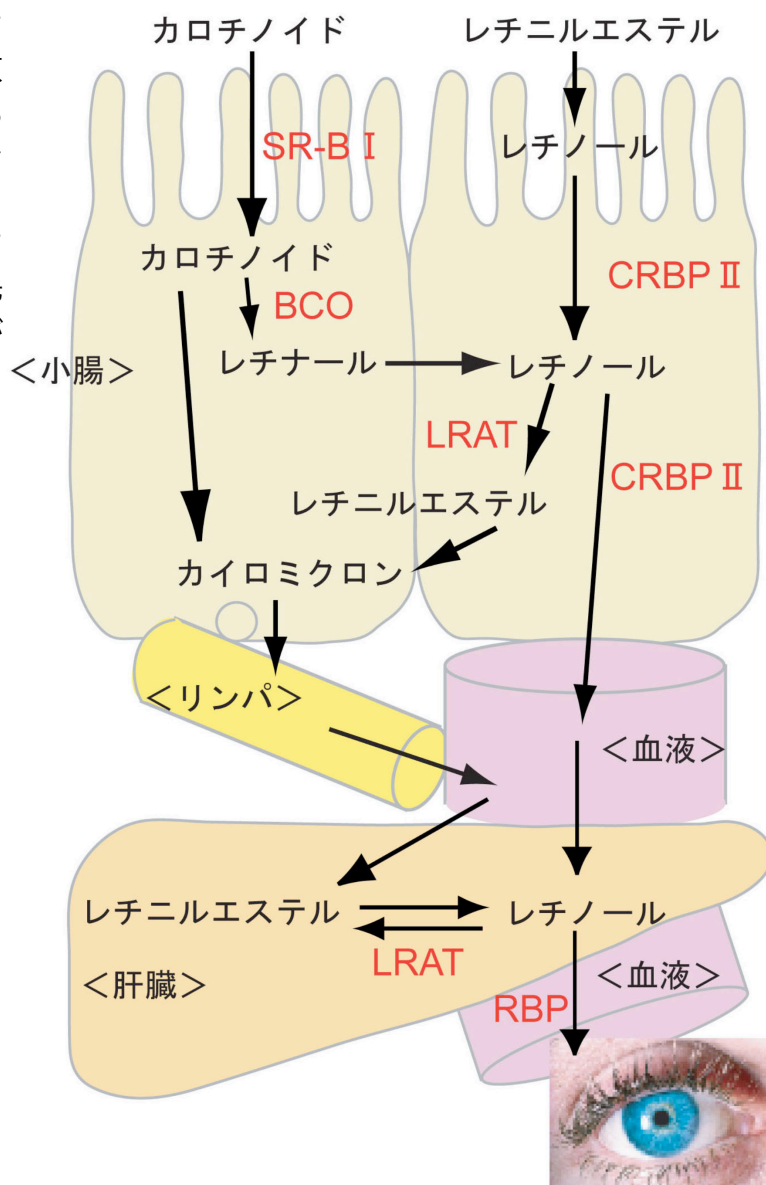 カロチノイド
レチニルエステル
SR-B Ⅰ
レチノール
カロチノイド
CRBP Ⅱ
BCO
＜小腸＞
レチナール
レチノール
LRAT
CRBP Ⅱ
レチニルエステル
カイロミクロン
＜リンパ＞
＜血液＞
レチニルエステル
レチノール
LRAT
＜肝臓＞
＜血液＞
RBP